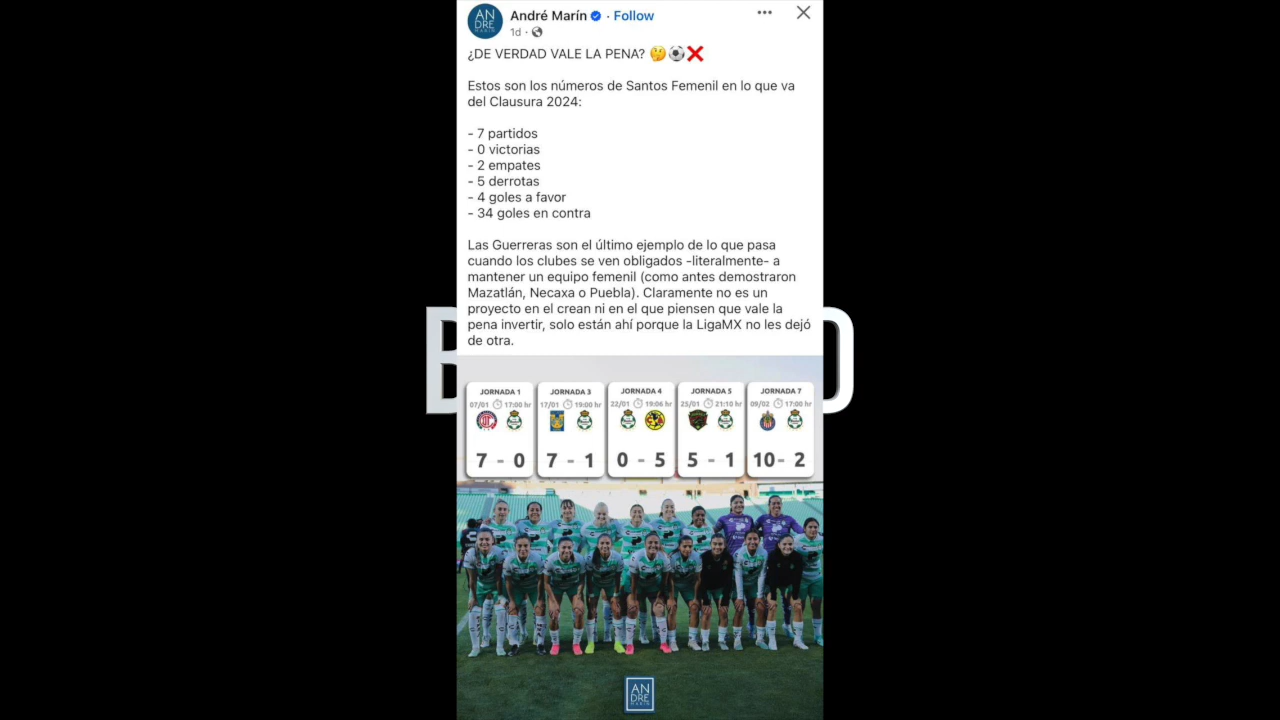 AN
DRE
MARÍN
André Marín · Follow
1d ·
¿DE VERDAD VALE LA PENA? 🤔⚽❌
Estos son los números de Santos Femenil en lo que va
del Clausura 2024:
- 7 partidos
- 0 victorias
- 2 empates
- 5 derrotas
- 4 goles a favor
- 34 goles en contra
Las Guerreras son el último ejemplo de lo que pasa
cuando los clubes se ven obligados -literalmente- a
mantener un equipo femenil (como antes demostraron
Mazatlán, Necaxa o Puebla). Claramente no es un
proyecto en el crean ni en el que piensen que vale la
pena invertir, solo están ahí porque la LigaMX no les dejó
de otra.
JORNADA 1
07/01 17:00 hr
7 - 0
JORNADA 3
17/01 19:00 hr
7 - 1
JORNADA 4
22/01 19:06 hr
0 - 5
JORNADA 5
25/01 21:10 hr
5 - 1
JORNADA 7
09/02 17:00 hr
10 - 2
AN
DRE
MARÍN